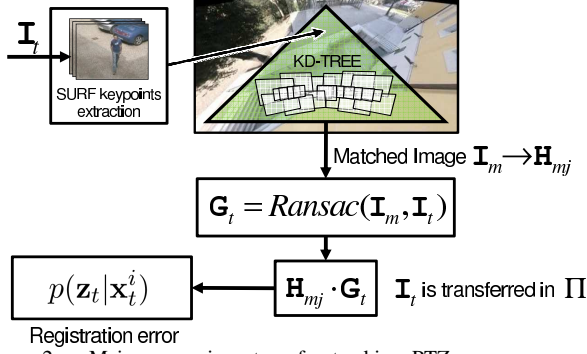 I_t
SURF keypoints
extraction
KD-TREE
Matched Image I_m → H_mj
G_t = Ransac(I_m, I_t)
p(z_t|x_t^i)
H_mj · G_t
I_t is transferred in Π
Registration error